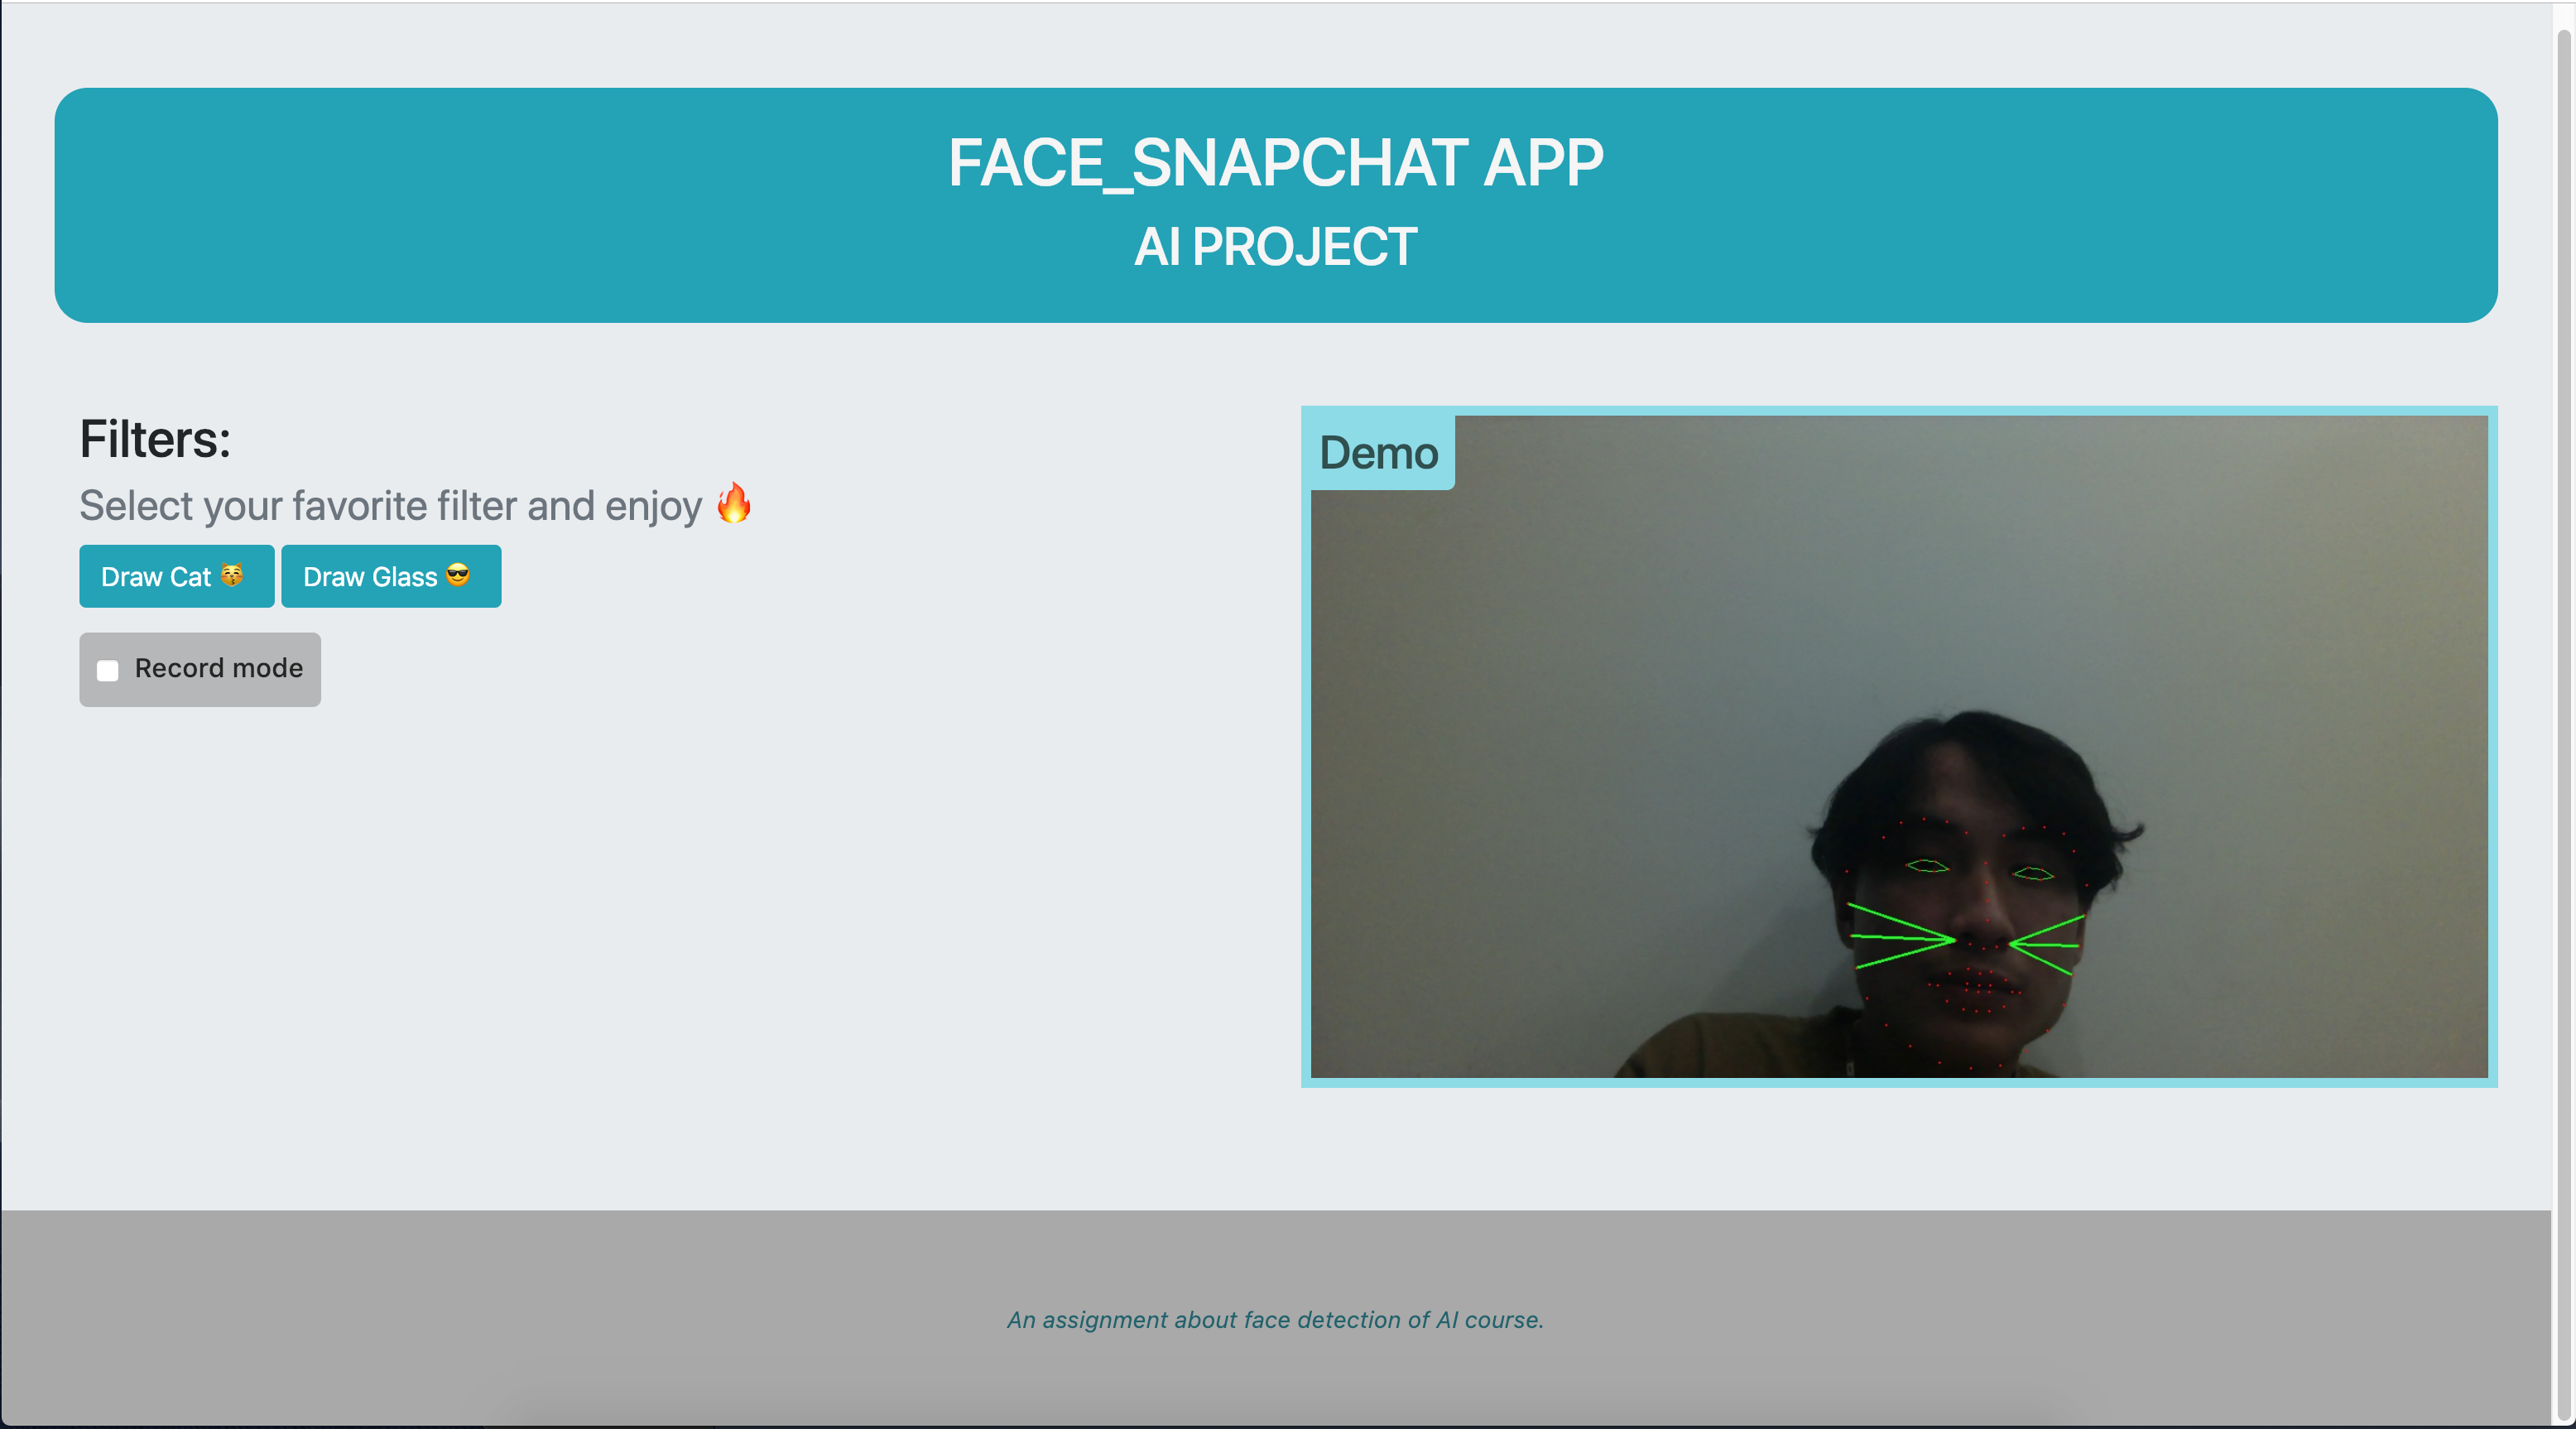 FACE_SNAPCHAT APP
AI PROJECT
Filters:
Select your favorite filter and enjoy 🔥
Draw Cat 😽
Draw Glass 😎
Record mode
Demo
An assignment about face detection of AI course.